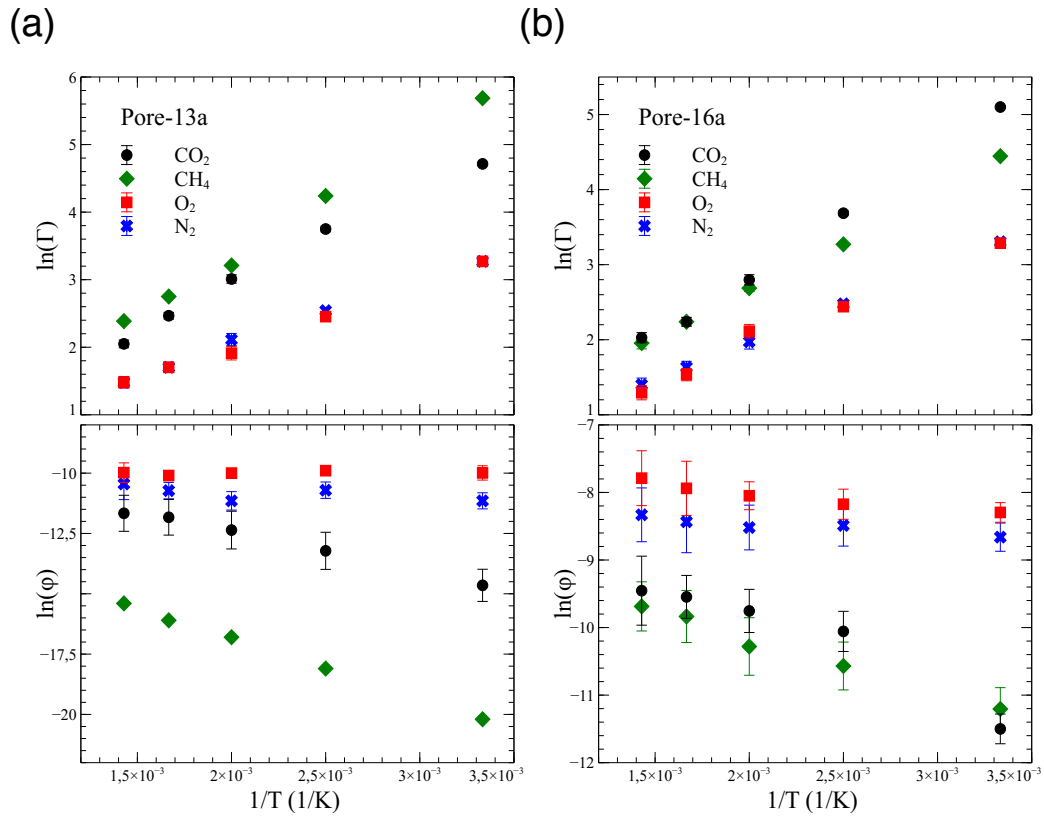 (a)
6
5
4
3
2
1
ln(Γ)
Pore-13a
CO₂
CH₄
O₂
N₂
−10
−12,5
−15
−17,5
−20
ln(φ)
1,5×10⁻³
2×10⁻³
2,5×10⁻³
3×10⁻³
3,5×10⁻³
1/T (1/K)
(b)
5
4
3
2
1
ln(Γ)
Pore-16a
CO₂
CH₄
O₂
N₂
−7
−8
−9
−10
−11
−12
ln(φ)
1,5×10⁻³
2×10⁻³
2,5×10⁻³
3×10⁻³
3,5×10⁻³
1/T (1/K)